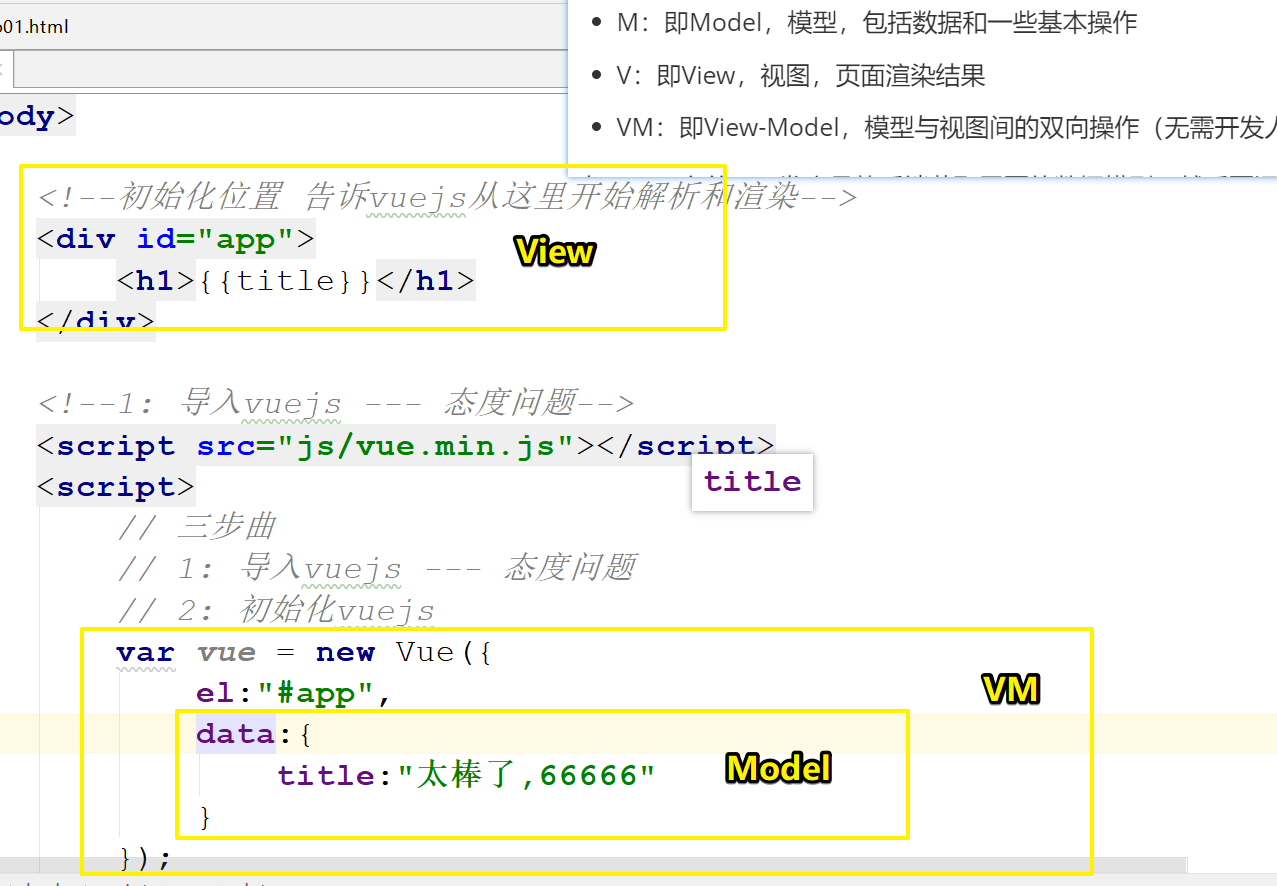 01.html
M：即Model，模型，包括数据和一些基本操作
V：即View，视图，页面渲染结果
VM：即View-Model，模型与视图间的双向操作（无需开发人
ody>
<!--初始化位置 告诉vuejs从这里开始解析和渲染-->
<div id="app">
View
<h1>{{title}}</h1>
</div>
<!--1: 导入vuejs --- 态度问题-->
<script src="js/vue.min.js"></script>
title
<script>
// 三步曲
// 1: 导入vuejs --- 态度问题
// 2: 初始化vuejs
var vue = new Vue({
VM
el:"#app",
data:{
title:"太棒了,66666"
Model
}
});